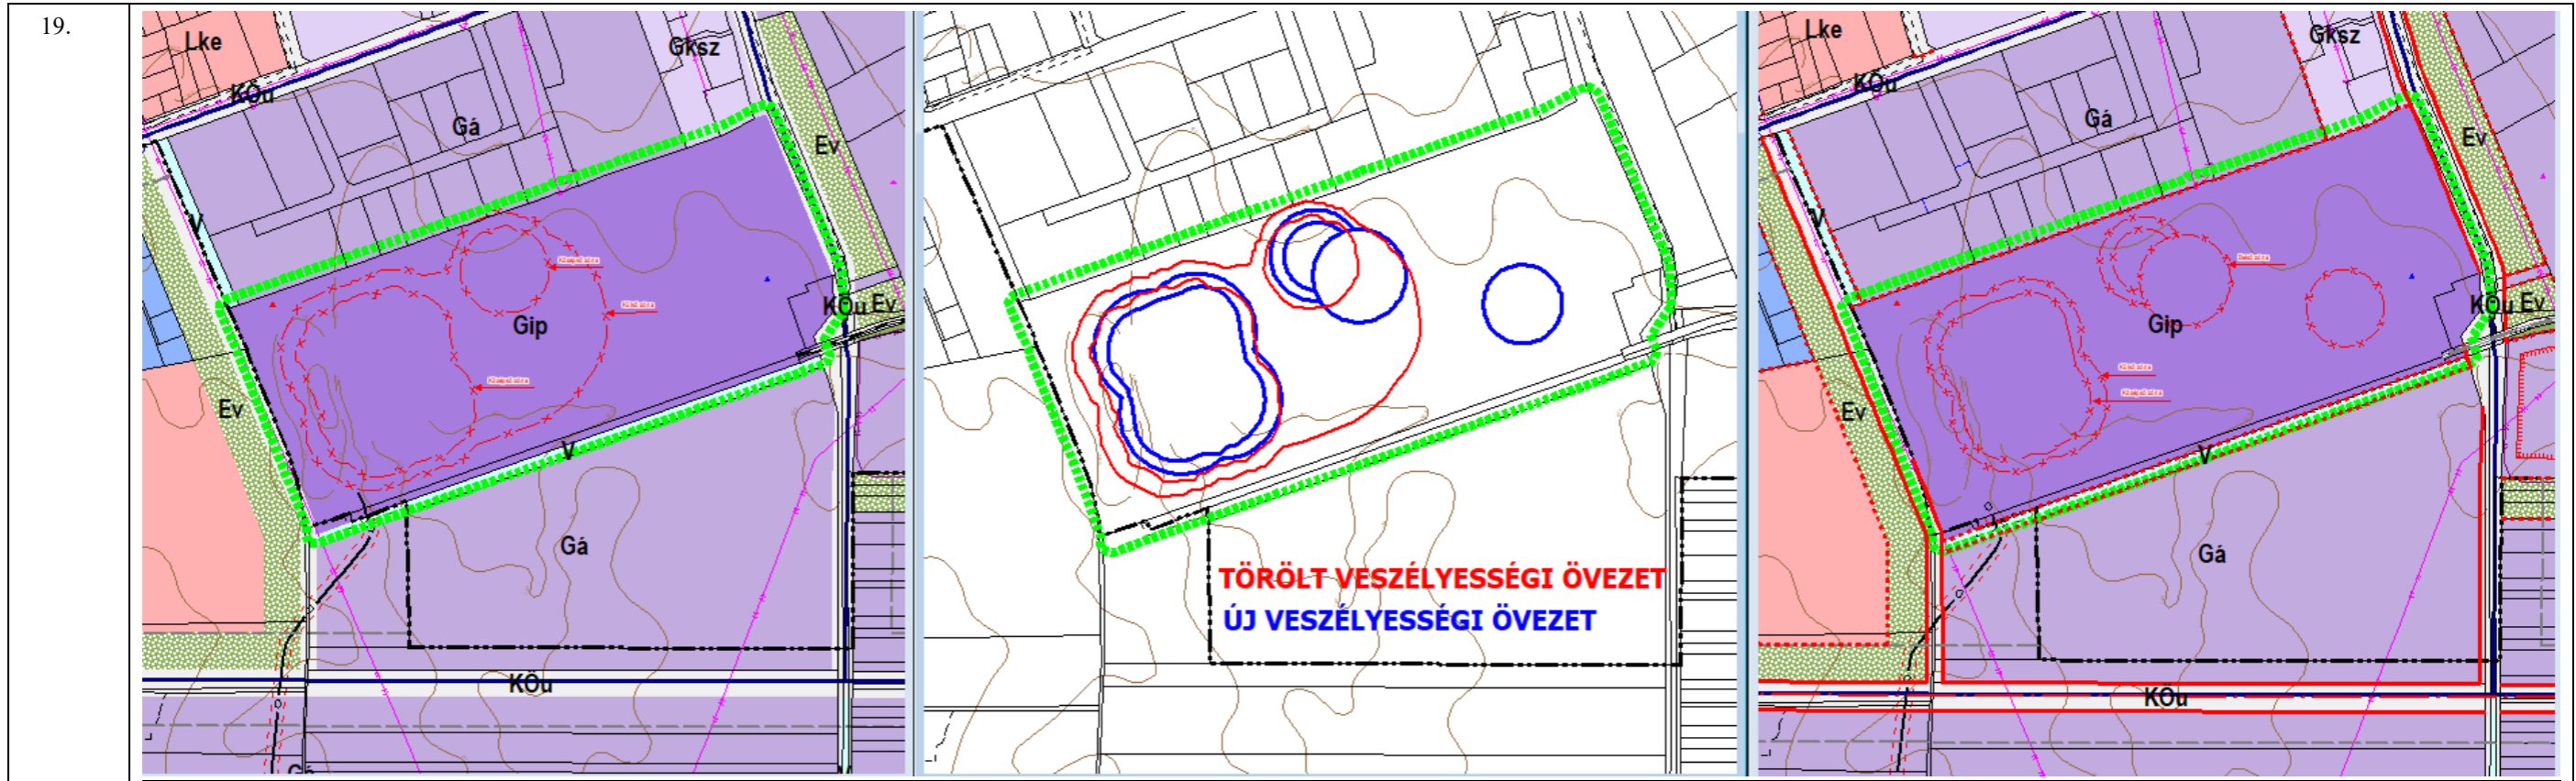 19.
Lke
Gksz
KÖu
Gá
Ev
V
Gip
KÖu
Ev
Ev
V
Gá
KÖu
TÖRÖLT VESZÉLYESSÉGI ÖVEZET
ÚJ VESZÉLYESSÉGI ÖVEZET
Lke
Gksz
KÖu
Gá
Ev
V
Gip
KÖu
Ev
Ev
V
Gá
KÖu